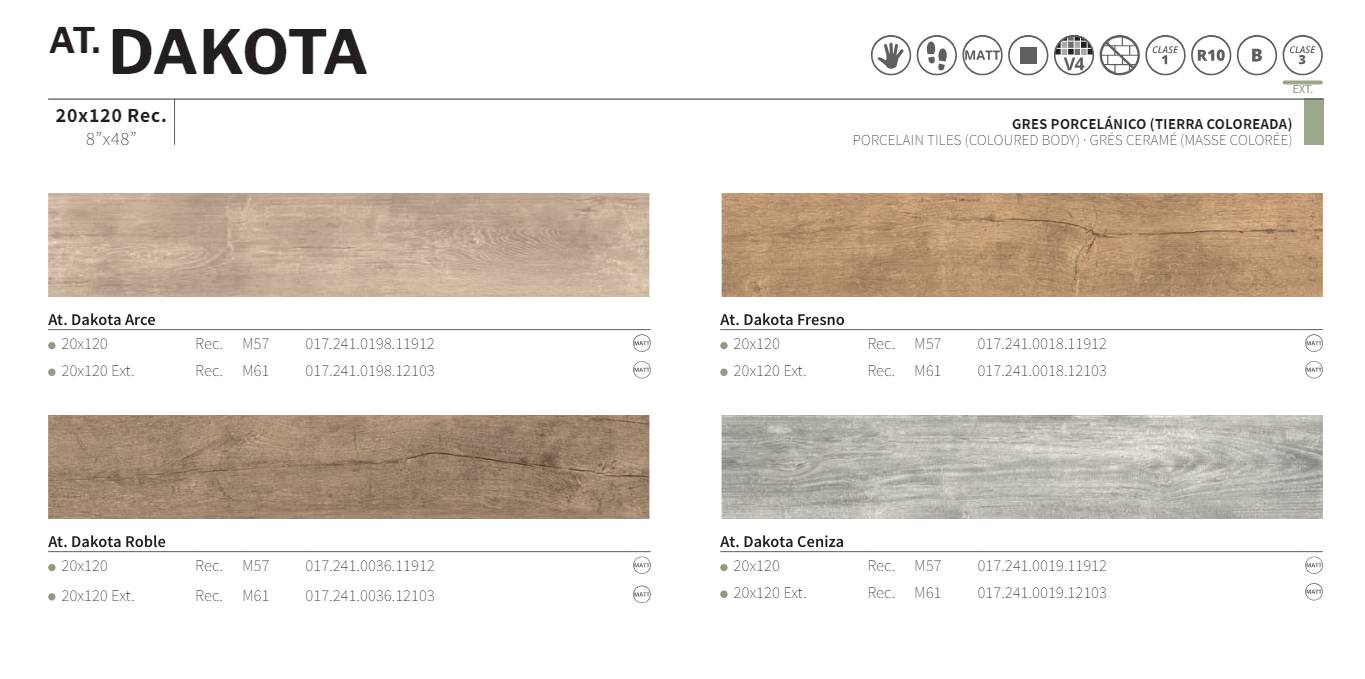 AT. DAKOTA
MATT V4 CLASE 1 R10 B CLASE 3
EXT.
20x120 Rec.
8”x48”
GRES PORCELÁNICO (TIERRA COLOREADA)
PORCELAIN TILES (COLOURED BODY) · GRÉS CERAMÉ (MASSE COLORÉE)
At. Dakota Arce
20x120 Rec. M57 017.241.0198.11912 MATT
20x120 Ext. Rec. M61 017.241.0198.12103 MATT
At. Dakota Fresno
20x120 Rec. M57 017.241.0018.11912 MATT
20x120 Ext. Rec. M61 017.241.0018.12103 MATT
At. Dakota Roble
20x120 Rec. M57 017.241.0036.11912 MATT
20x120 Ext. Rec. M61 017.241.0036.12103 MATT
At. Dakota Ceniza
20x120 Rec. M57 017.241.0019.11912 MATT
20x120 Ext. Rec. M61 017.241.0019.12103 MATT